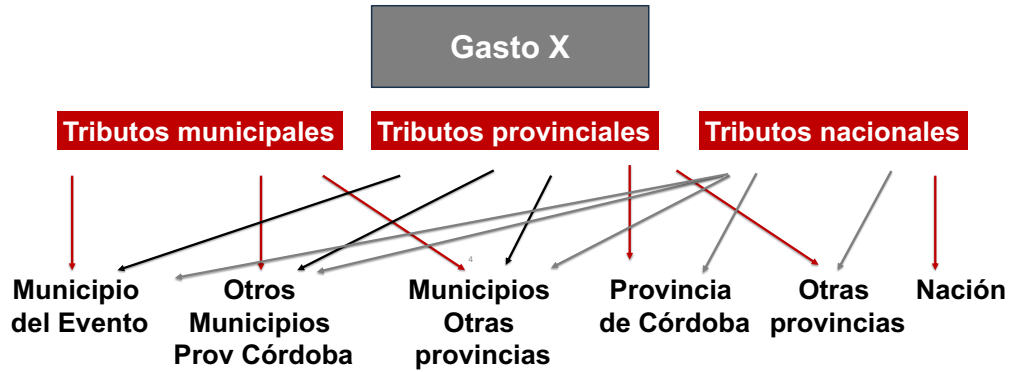 Gasto X
Tributos municipales
Tributos provinciales
Tributos nacionales
4
Municipio
del Evento
Otros
Municipios
Prov Córdoba
Municipios
Otras
provincias
Provincia
de Córdoba
Otras
provincias
Nación